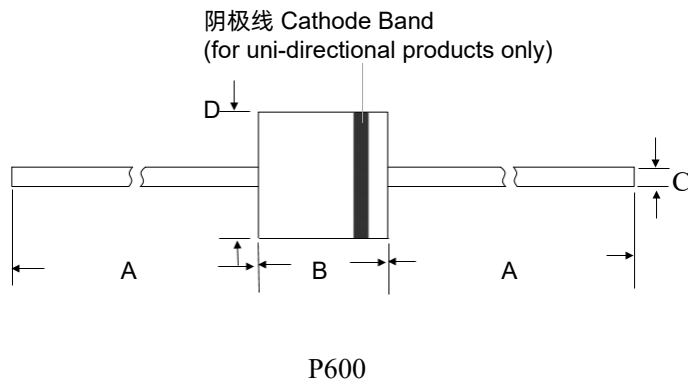 阴极线 Cathode Band
(for uni-directional products only)
D
C
A
B
A
P600